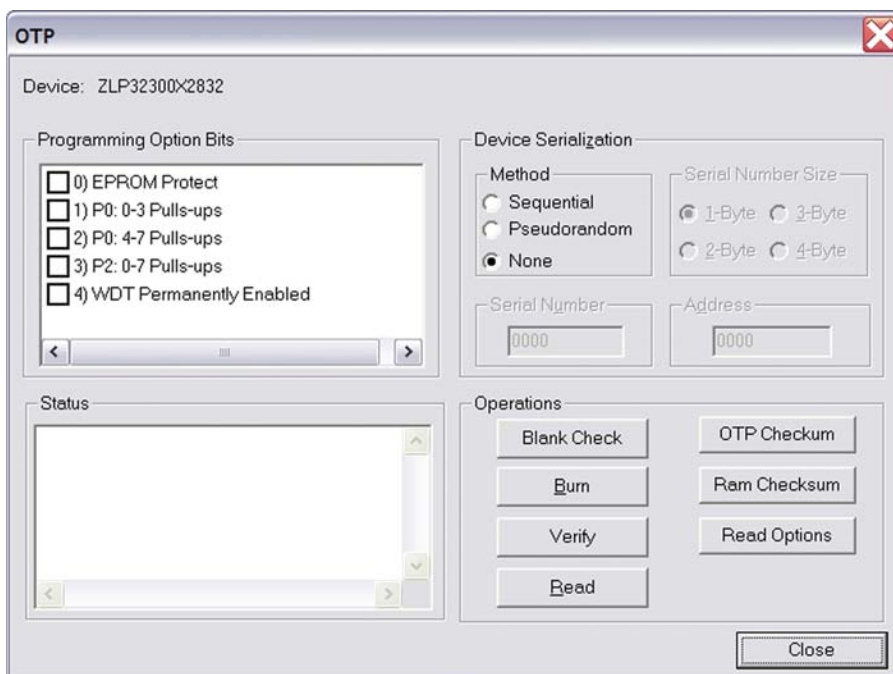 OTP
Device: ZLP32300X2832
Programming Option Bits
0) EPROM Protect
1) P0: 0-3 Pulls-ups
2) P0: 4-7 Pulls-ups
3) P2: 0-7 Pulls-ups
4) WDT Permanently Enabled
Device Serialization
Method
Sequential
Pseudorandom
None
Serial Number Size
1-Byte 3-Byte
2-Byte 4-Byte
Serial Number
0000
Address
0000
Status
Operations
Blank Check
OTP Checkum
Burn
Ram Checksum
Verify
Read Options
Read
Close